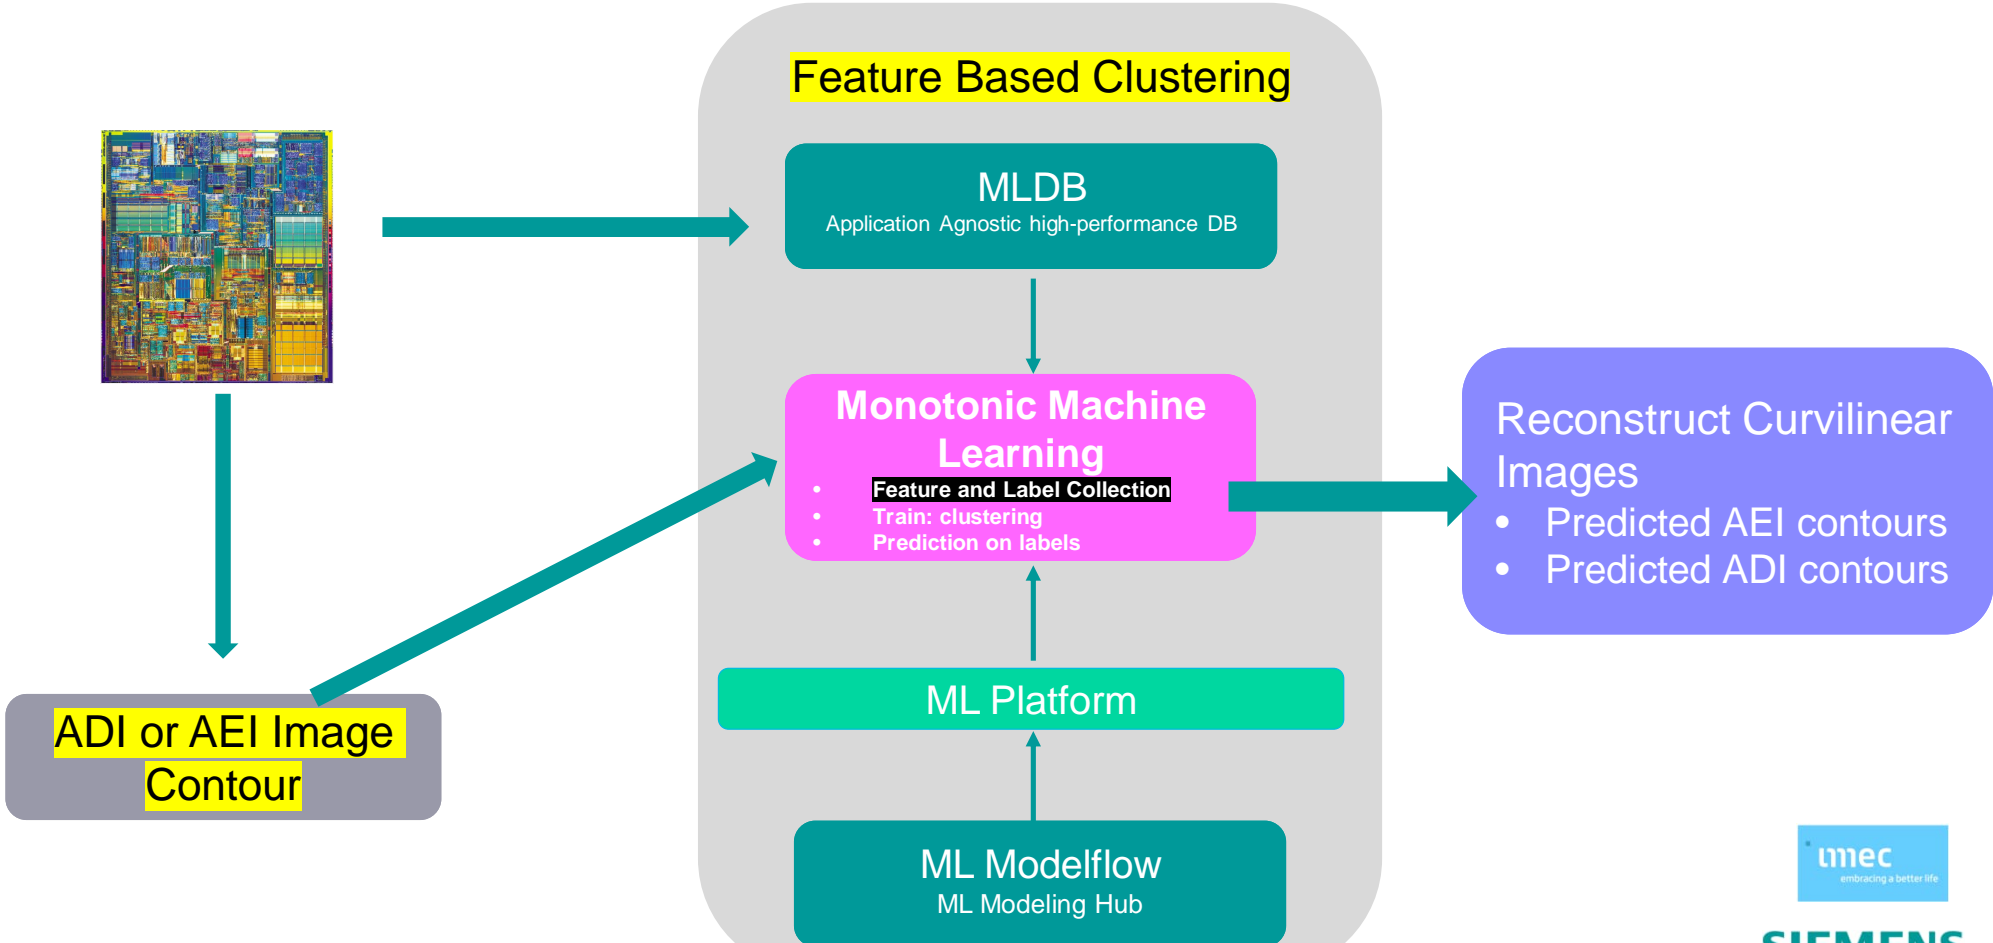 Feature Based Clustering
MLDB
Application Agnostic high-performance DB
Monotonic Machine
Learning
• Feature and Label Collection
• Train: clustering
• Prediction on labels
Reconstruct Curvilinear
Images
• Predicted AEI contours
• Predicted ADI contours
ML Platform
ADI or AEI Image
Contour
ML Modelflow
ML Modeling Hub
imec
embracing a better life
SIEMENS